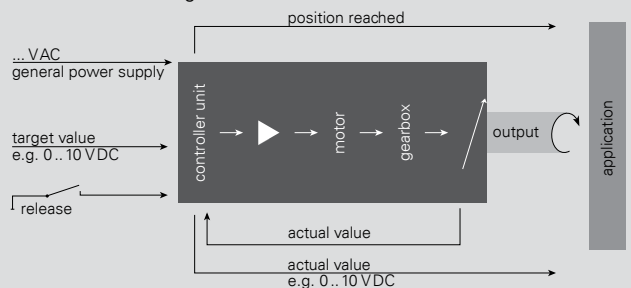 position reached
... VAC
general power supply
target value
e.g. 0 .. 10 VDC
release
controller unit
motor
gearbox
output
application
actual value
actual value
e.g. 0 .. 10 VDC